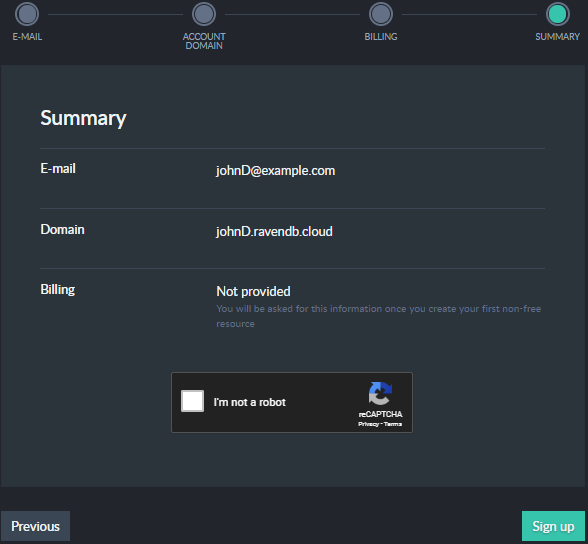 E-MAIL
ACCOUNT
DOMAIN
BILLING
SUMMARY
Summary
E-mail
johnD@example.com
Domain
johnD.ravendb.cloud
Billing
Not provided
You will be asked for this information once you create your first non-free
resource
I'm not a robot
reCAPTCHA
Privacy - Terms
Previous
Sign up